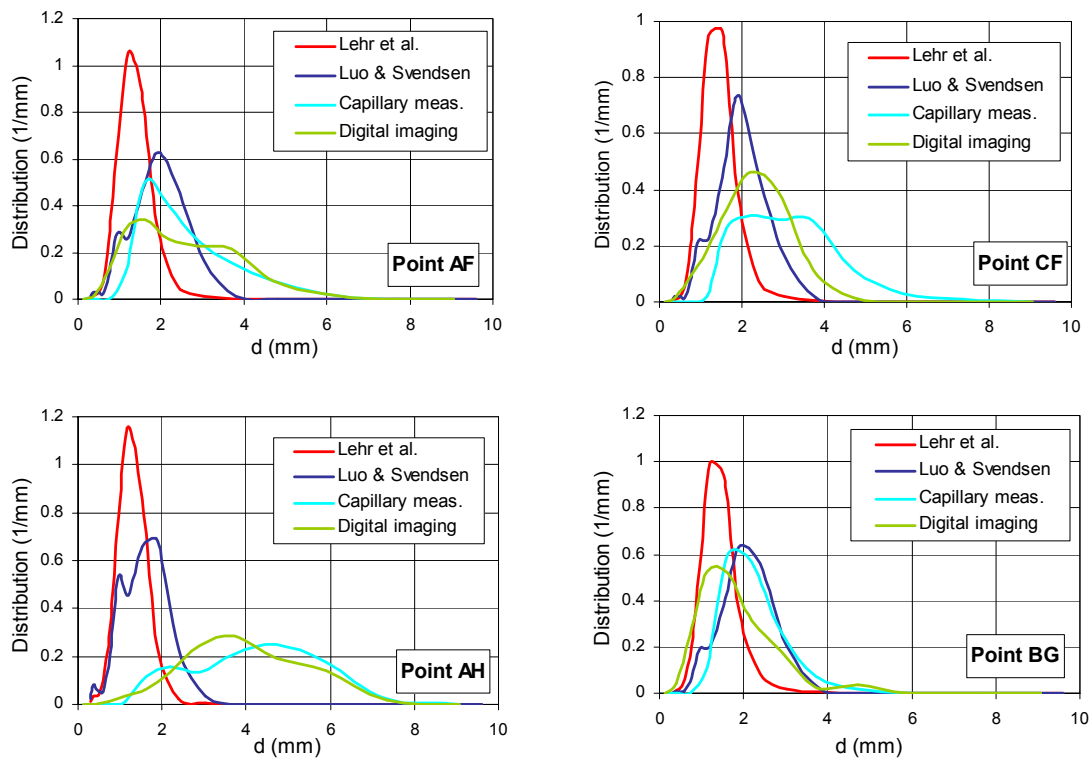 Distribution (1/mm)
1.2
1
0.8
0.6
0.4
0.2
0
0 2 4 6 8 10
d (mm)
Lehr et al.
Luo & Svendsen
Capillary meas.
Digital imaging
Point AF
Distribution (1/mm)
1
0.8
0.6
0.4
0.2
0
0 2 4 6 8 10
d (mm)
Lehr et al.
Luo & Svendsen
Capillary meas.
Digital imaging
Point CF
Distribution (1/mm)
1.2
1
0.8
0.6
0.4
0.2
0
0 2 4 6 8 10
d (mm)
Lehr et al.
Luo & Svendsen
Capillary meas.
Digital imaging
Point AH
Distribution (1/mm)
1.2
1
0.8
0.6
0.4
0.2
0
0 2 4 6 8 10
d (mm)
Lehr et al.
Luo & Svendsen
Capillary meas.
Digital imaging
Point BG